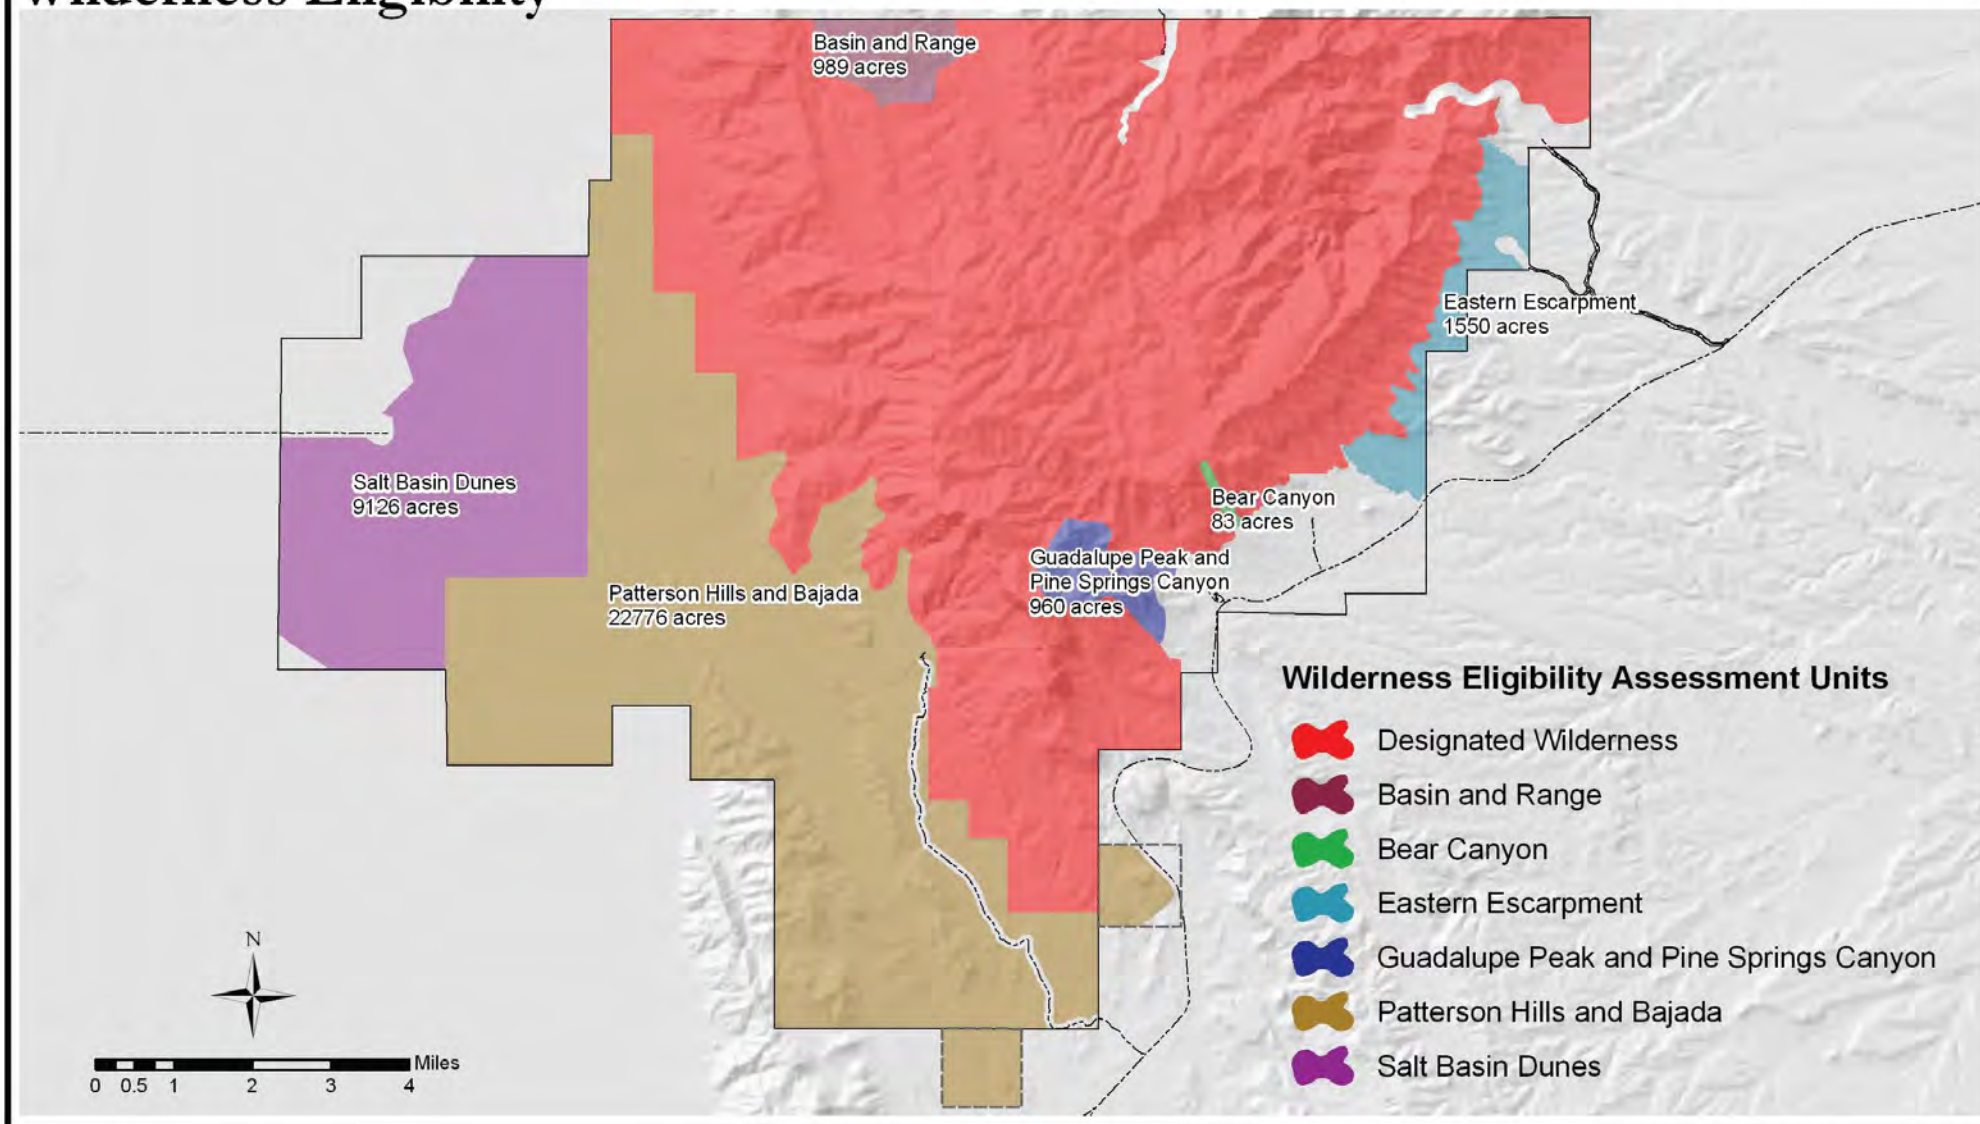 Wilderness Eligibility
Basin and Range
989 acres
Eastern Escarpment
1550 acres
Salt Basin Dunes
9126 acres
Bear Canyon
83 acres
Guadalupe Peak and
Pine Springs Canyon
960 acres
Patterson Hills and Bajada
22776 acres
Wilderness Eligibility Assessment Units
Designated Wilderness
Basin and Range
Bear Canyon
Eastern Escarpment
Guadalupe Peak and Pine Springs Canyon
Patterson Hills and Bajada
Salt Basin Dunes
N
Miles
0 0.5 1 2 3 4